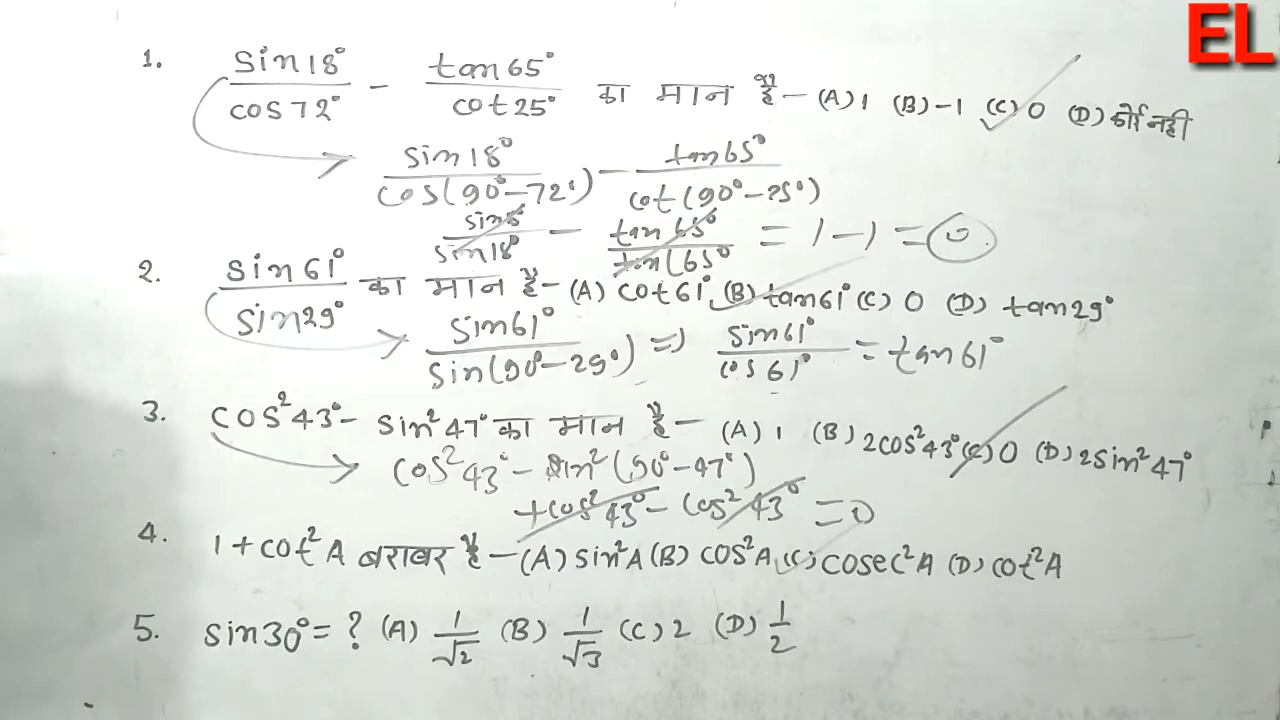 EL
1. sin18°/cos72° - tan65°/cot25° का मान है- (A) 1 (B) -1 (C) 0 (D) कोई नही
sin18°/cos(90°-72°) - tan65°/cot(90°-25°)
sin18°/sin18° - tan65°/tan(65° = 1-1 = 0
2. sin61°/sin29° का मान है- (A) cot61° (B) tan61° (C) 0 (D) tan29°
sin61°/sin(90°-29°) => sin61°/cos61° = tan61°
3. cos²43° - sin²47° का मान है- (A) 1 (B) 2cos²43° (C) 0 (D) 2sin²47°
cos²43° - sin²(90°-47°)
+cos²43° - cos²43° = 0
4. 1+cot²A बराबर है- (A) sin²A (B) cos²A (C) cosec²A (D) cot²A
5. sin30° = ? (A) 1/√2 (B) 1/√3 (C) 2 (D) 1/2